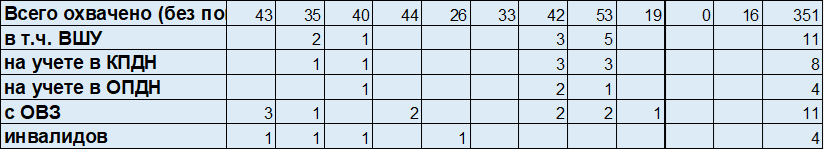 Всего охвачено (без пов 43 35 40 44 26 33 42 53 19 0 16 351
в т.ч. ВШУ 2 1 3 5 11
на учете в КПДН 1 1 3 3 8
на учете в ОПДН 1 2 1 4
с ОВЗ 3 1 2 2 2 1 11
инвалидов 1 1 1 1 4